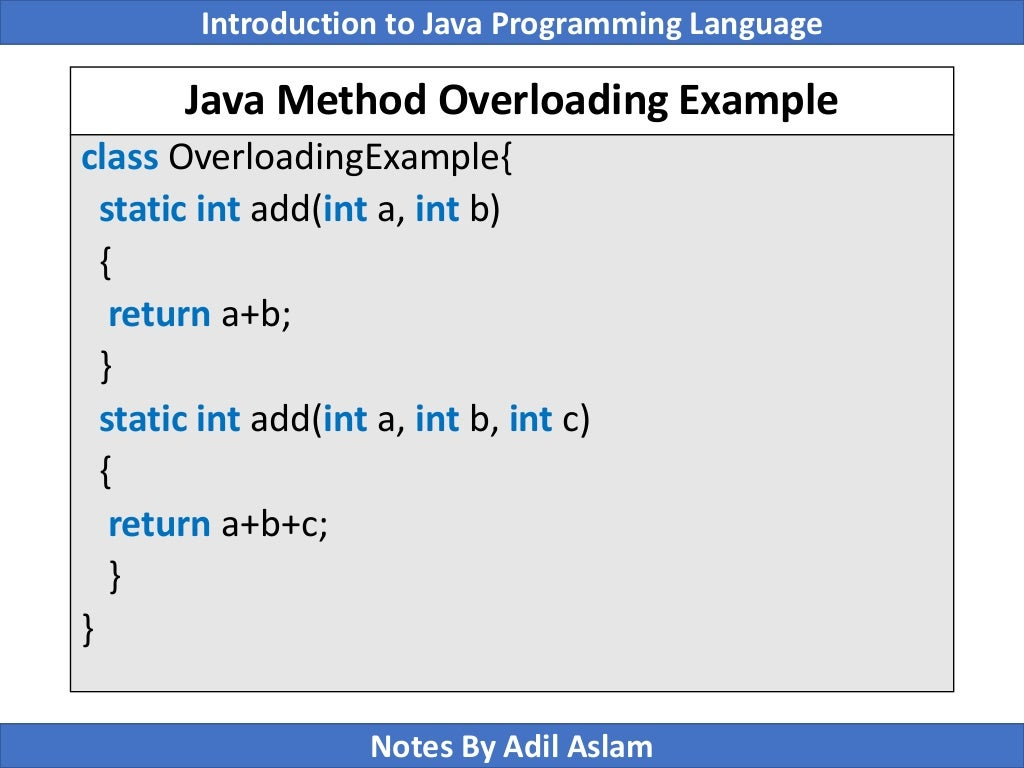 Introduction to Java Programming Language
Java Method Overloading Example
class OverloadingExample{
static int add(int a, int b)
{
return a+b;
}
static int add(int a, int b, int c)
{
return a+b+c;
}
}
Notes By Adil Aslam